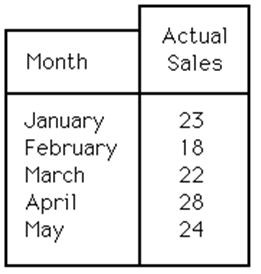 Actual
Month Sales
January 23
February 18
March 22
April 28
May 24